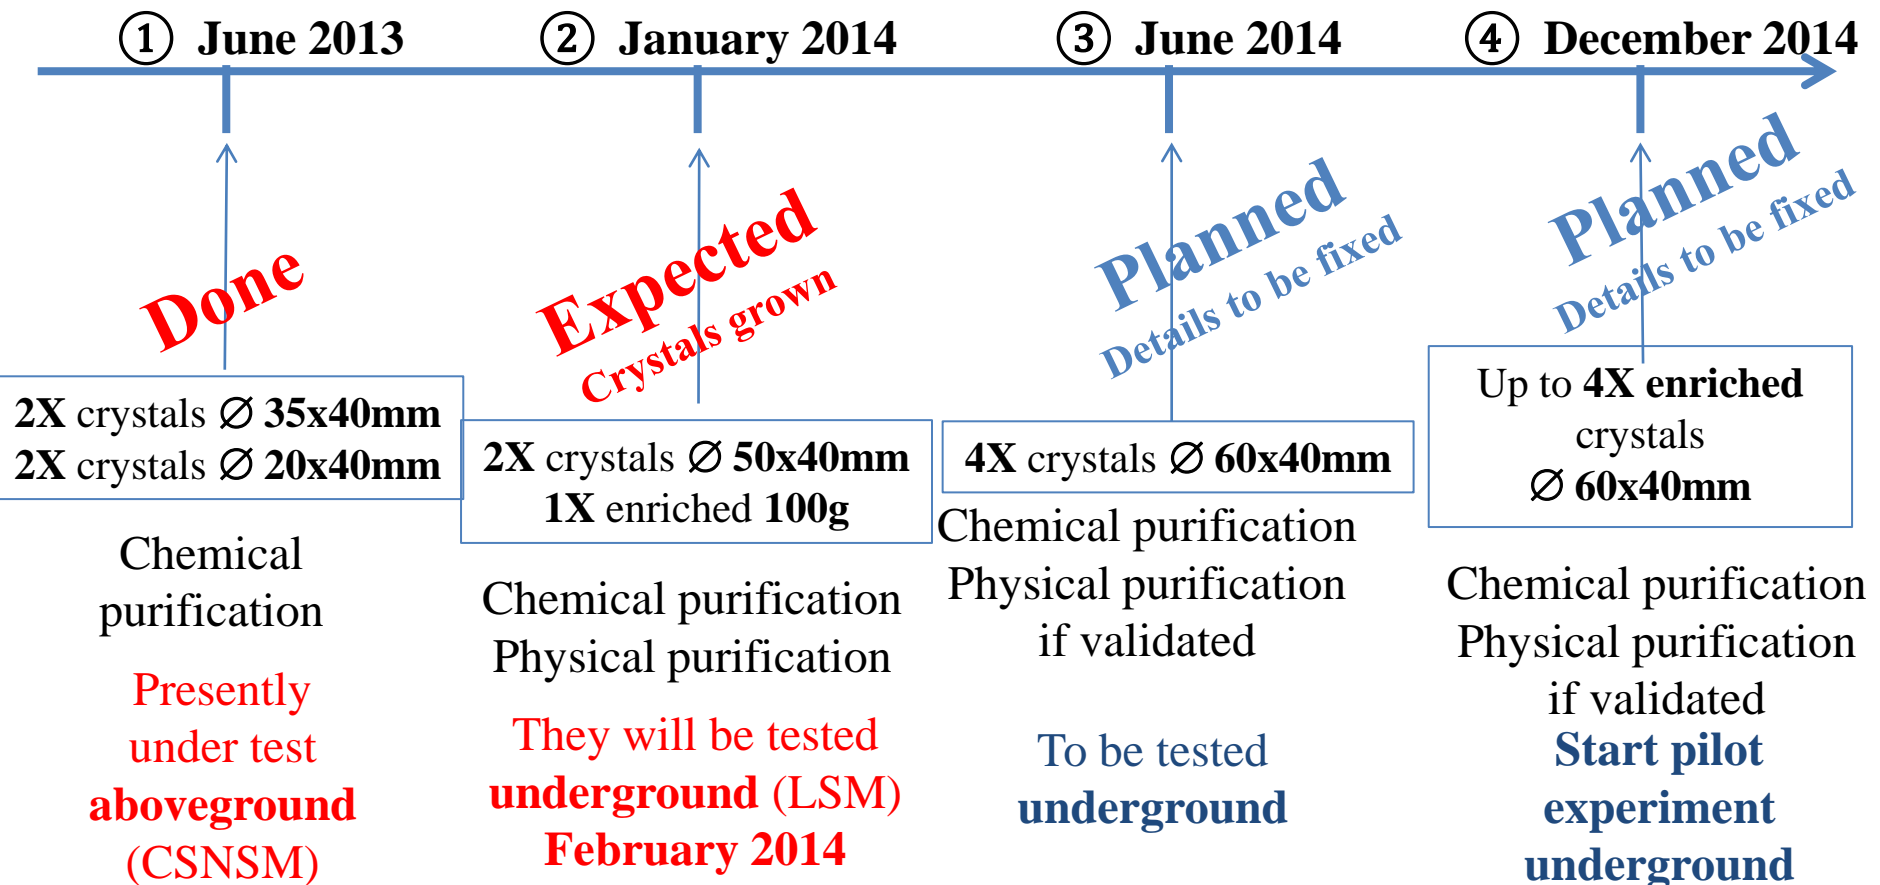 ① June 2013
② January 2014
③ June 2014
④ December 2014
Done
Expected
Crystals grown
Planned
Details to be fixed
Planned
Details to be fixed
2X crystals ∅ 35x40mm
2X crystals ∅ 20x40mm
Chemical
purification
Presently
under test
aboveground
(CSNSM)
2X crystals ∅ 50x40mm
1X enriched 100g
Chemical purification
Physical purification
They will be tested
underground (LSM)
February 2014
4X crystals ∅ 60x40mm
Chemical purification
Physical purification
if validated
To be tested
underground
Up to 4X enriched
crystals
∅ 60x40mm
Chemical purification
Physical purification
if validated
Start pilot
experiment
underground